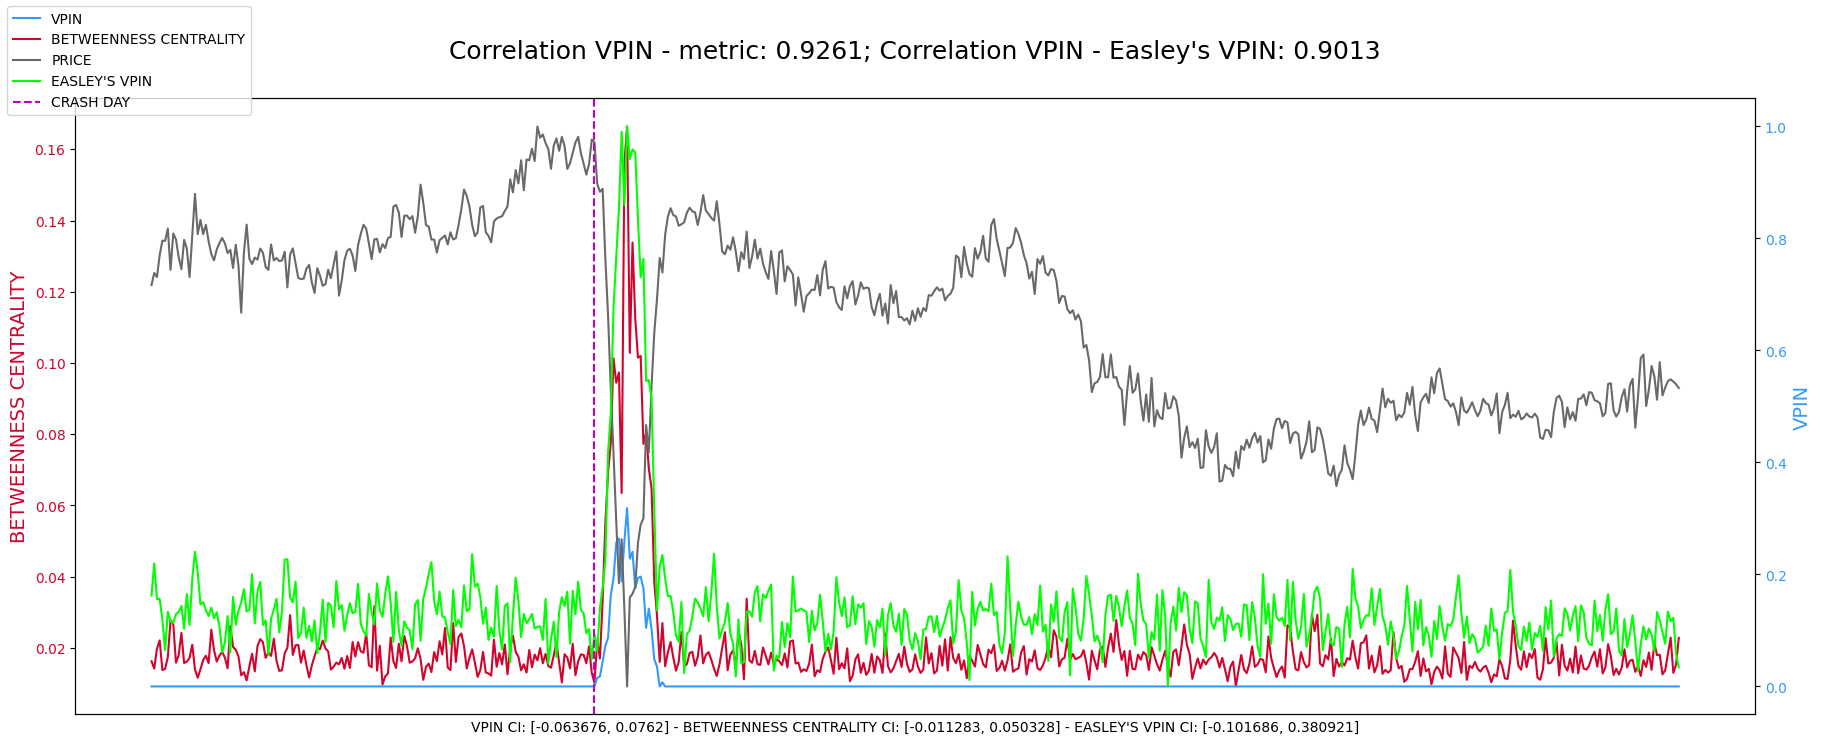 VPIN
BETWEENNESS CENTRALITY
PRICE
EASLEY'S VPIN
CRASH DAY
Correlation VPIN - metric: 0.9261; Correlation VPIN - Easley's VPIN: 0.9013
BETWEENNESS CENTRALITY
0.16
0.14
0.12
0.10
0.08
0.06
0.04
0.02
1.0
0.8
0.6
0.4
0.2
0.0
VPIN
VPIN CI: [-0.063676, 0.0762] - BETWEENNESS CENTRALITY CI: [-0.011283, 0.050328] - EASLEY'S VPIN CI: [-0.101686, 0.380921]